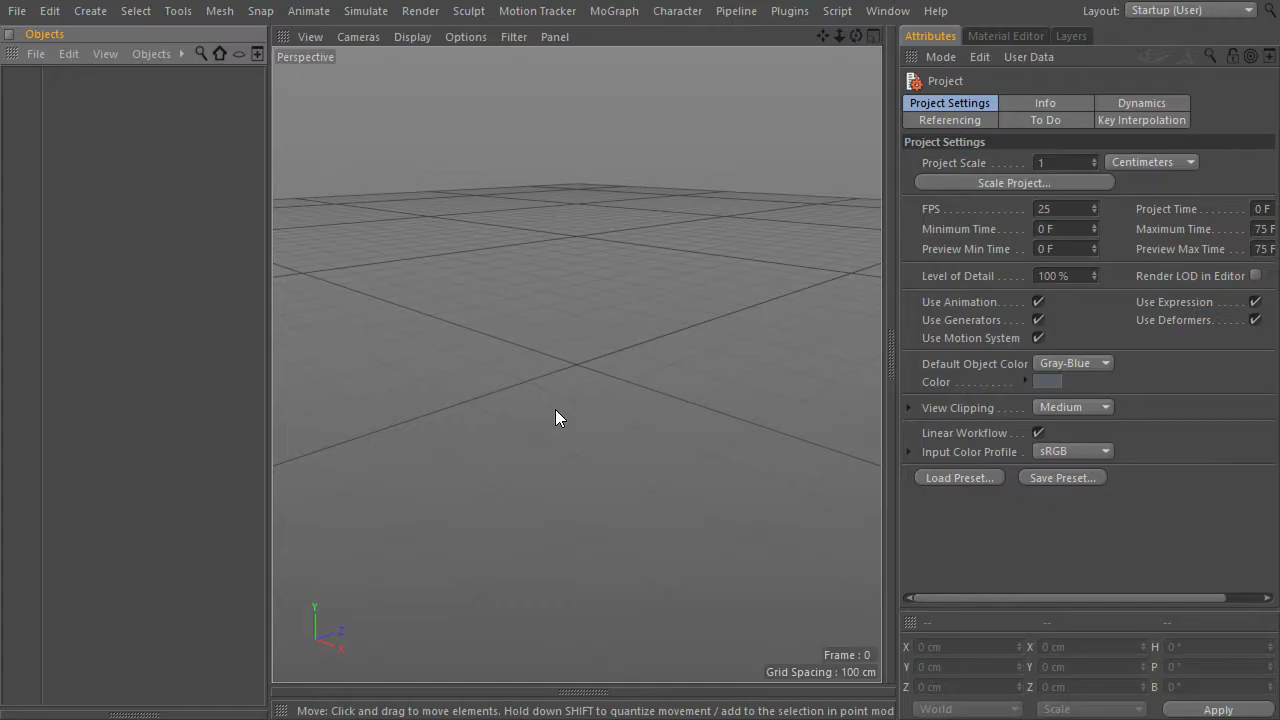 File Edit Create Select Tools Mesh Snap Animate Simulate Render Sculpt Motion Tracker MoGraph Character Pipeline Plugins Script Window Help Layout: Startup (User)
Objects
File Edit View Objects
View Cameras Display Options Filter Panel
Perspective
Y
Z
X
Frame : 0
Grid Spacing : 100 cm
Attributes Material Editor Layers
Mode Edit User Data
Project
Project Settings Info Dynamics
Referencing To Do Key Interpolation
Project Settings
Project Scale 1 Centimeters
Scale Project...
FPS 25 Project Time 0 F
Minimum Time 0 F Maximum Time 75 F
Preview Min Time 0 F Preview Max Time 75 F
Level of Detail 100 % Render LOD in Editor
Use Animation Use Expression
Use Generators Use Deformers
Use Motion System
Default Object Color Gray-Blue
Color
View Clipping Medium
Linear Workflow
Input Color Profile sRGB
Load Preset... Save Preset...
-- -- --
X 0 cm X 0 cm H 0 °
Y 0 cm Y 0 cm P 0 °
Z 0 cm Z 0 cm B 0 °
World Scale Apply
Move: Click and drag to move elements. Hold down SHIFT to quantize movement / add to the selection in point mod